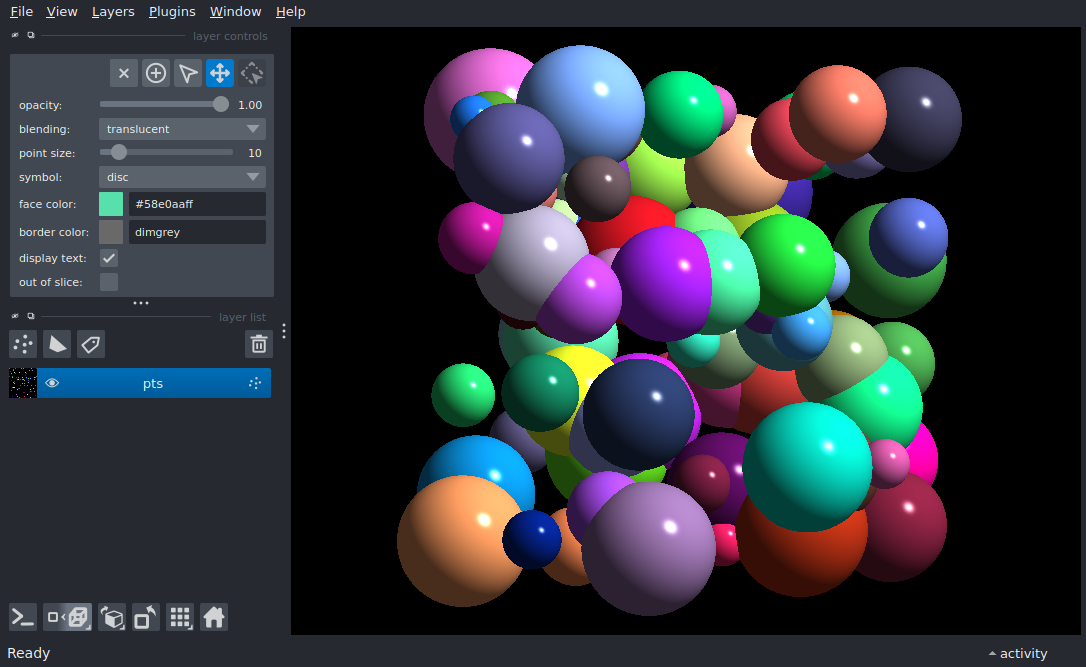 File View Layers Plugins Window Help
layer controls
opacity: 1.00
blending: translucent
point size: 10
symbol: disc
face color: #58e0aaff
border color: dimgrey
display text:
out of slice:
layer list
pts
Ready
activity